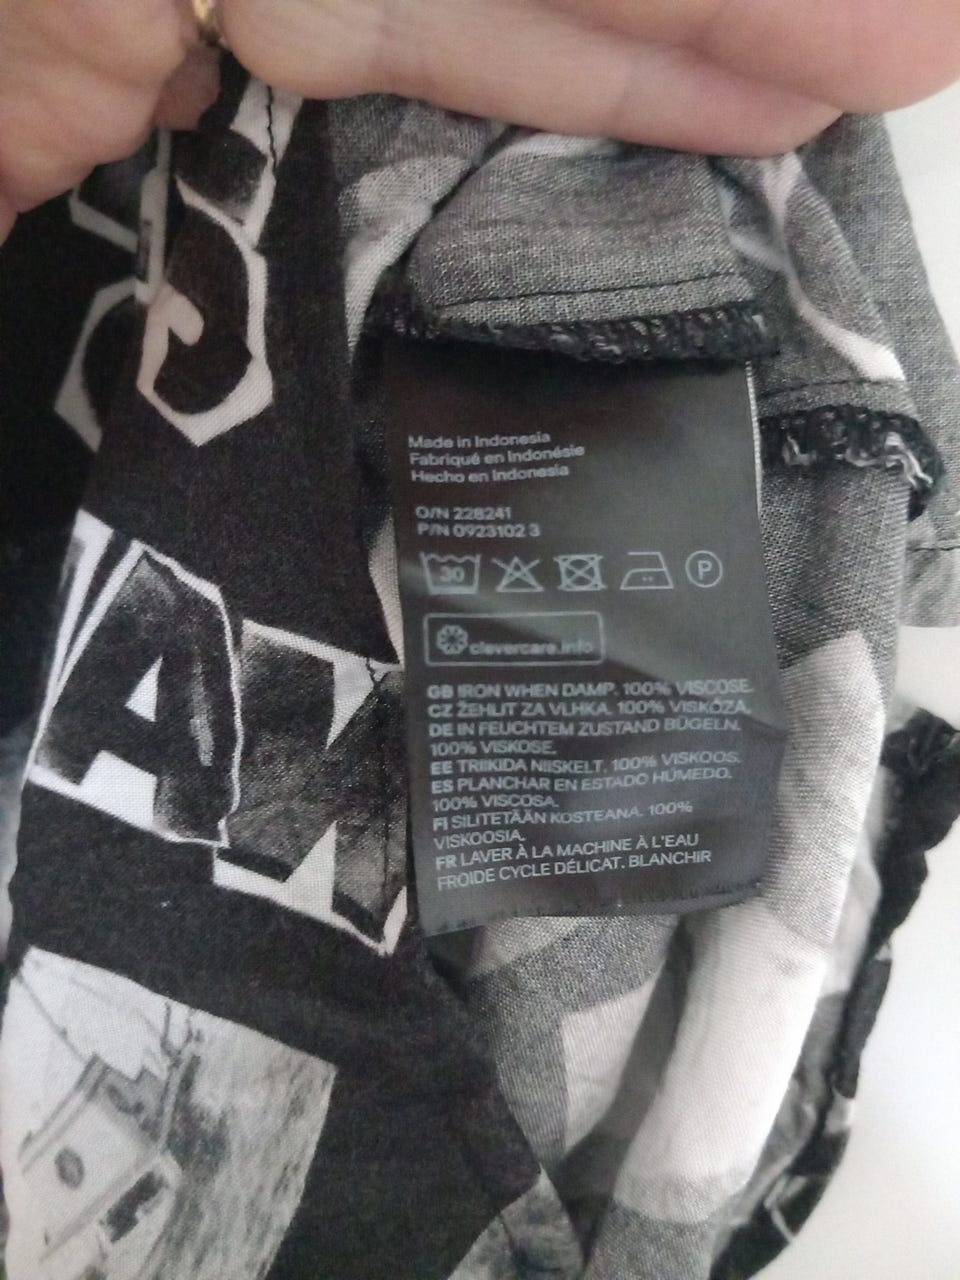 Made in Indonesia
Fabriqué en Indonésie
Hecho en Indonesia
O/N 228241
P/N 0923102 3
30
P
clevercare.info
GB IRON WHEN DAMP. 100% VISCOSE.
CZ ŽEHLIT ZA VLHKA. 100% VISKÓZA.
DE IN FEUCHTEM ZUSTAND BÜGELN.
100% VISKOSE.
EE TRIIKIDA NIISKELT. 100% VISKOOS.
ES PLANCHAR EN ESTADO HÚMEDO.
100% VISCOSA.
FI SILITETÄÄN KOSTEANA. 100%
VISKOOSIA.
FR LAVER À LA MACHINE À L'EAU
FROIDE CYCLE DÉLICAT. BLANCHIR